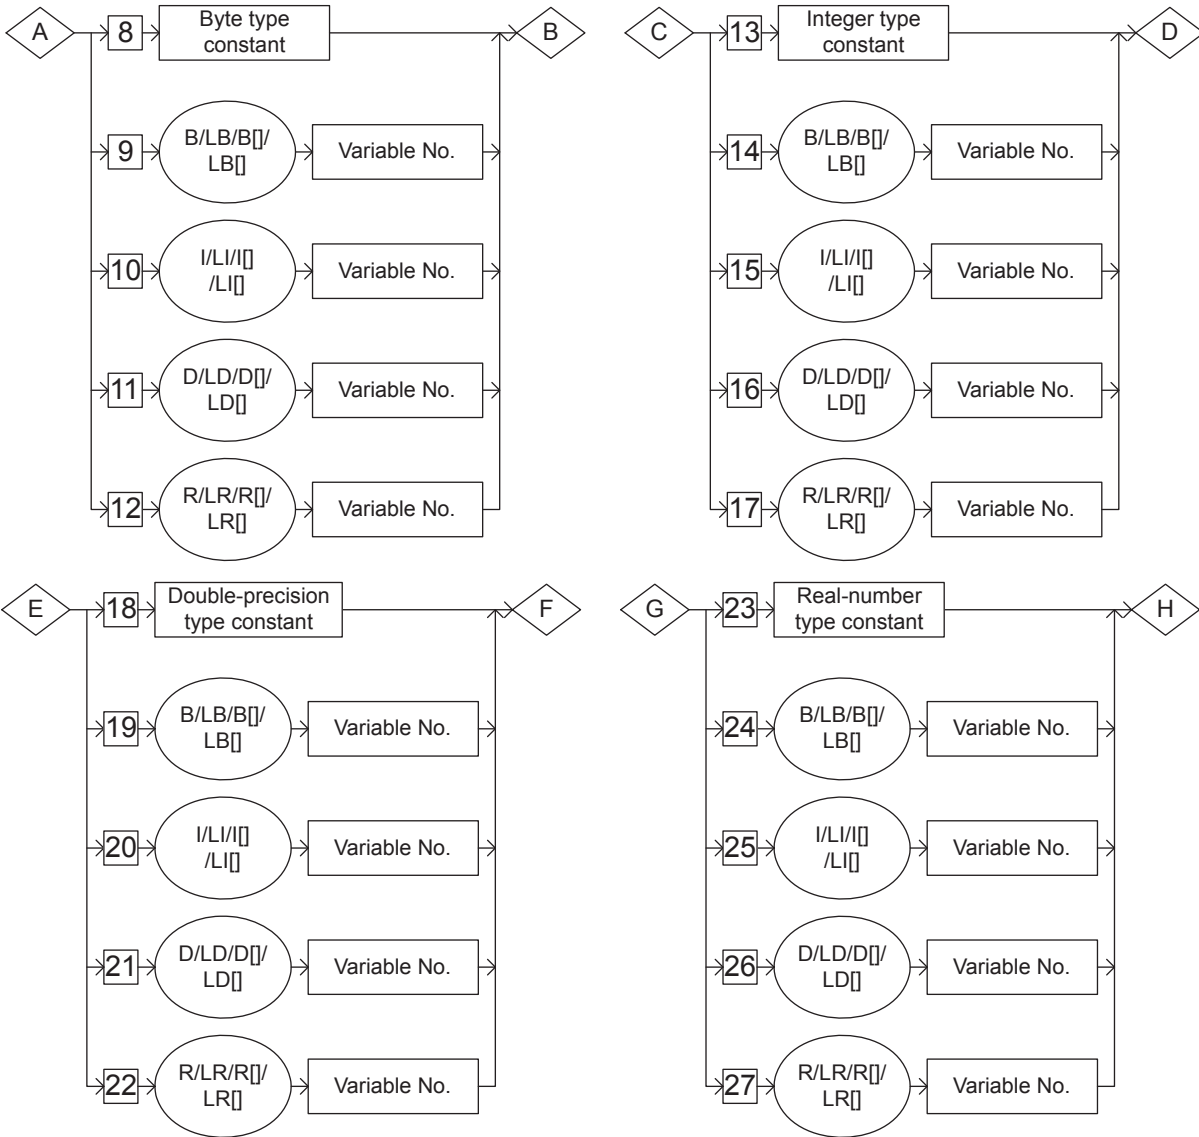 A
8
Byte type
constant
B
9
B/LB/B[]/
LB[]
Variable No.
10
I/LI/I[]
/LI[]
Variable No.
11
D/LD/D[]/
LD[]
Variable No.
12
R/LR/R[]/
LR[]
Variable No.
C
13
Integer type
constant
D
14
B/LB/B[]/
LB[]
Variable No.
15
I/LI/I[]
/LI[]
Variable No.
16
D/LD/D[]/
LD[]
Variable No.
17
R/LR/R[]/
LR[]
Variable No.
E
18
Double-precision
type constant
F
19
B/LB/B[]/
LB[]
Variable No.
20
I/LI/I[]
/LI[]
Variable No.
21
D/LD/D[]/
LD[]
Variable No.
22
R/LR/R[]/
LR[]
Variable No.
G
23
Real-number
type constant
H
24
B/LB/B[]/
LB[]
Variable No.
25
I/LI/I[]
/LI[]
Variable No.
26
D/LD/D[]/
LD[]
Variable No.
27
R/LR/R[]/
LR[]
Variable No.